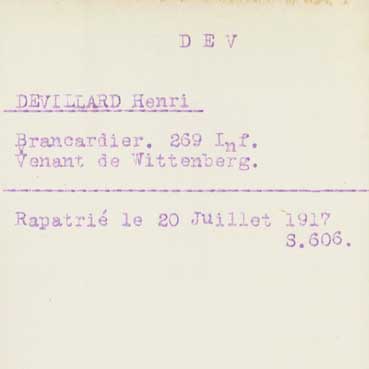 D E V
DEVILLARD Henri
Brancardier. 269 Inf.
Venant de Wittenberg.
Rapatrié le 20 Juillet 1917
S.606.